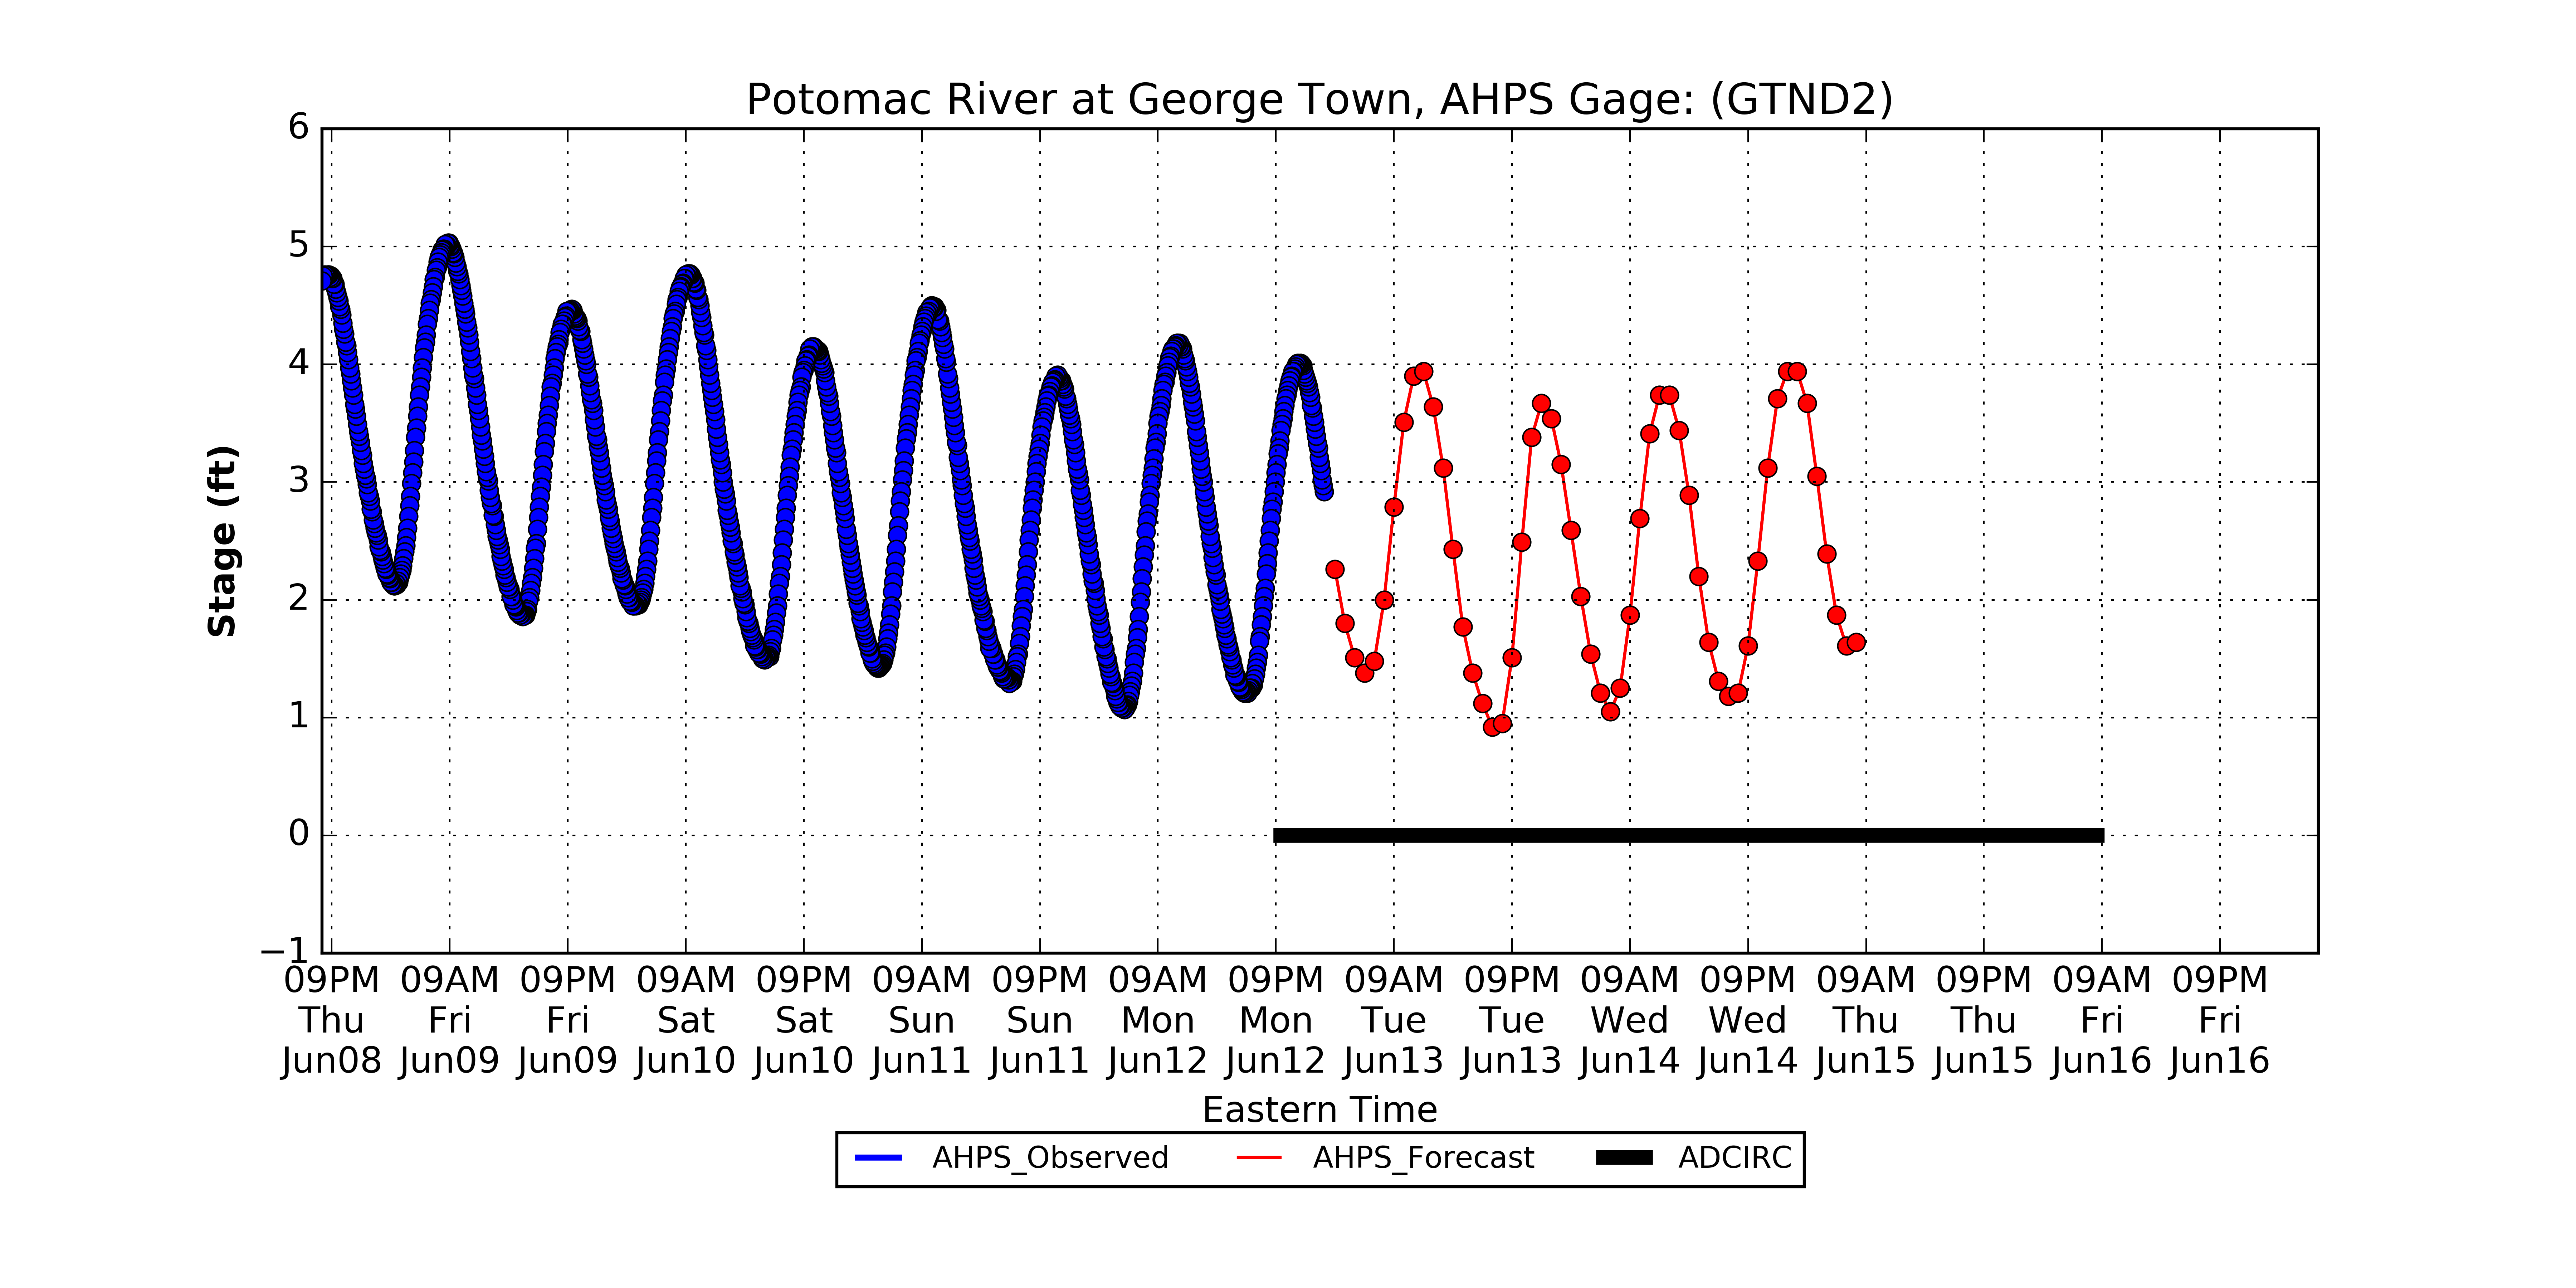 Potomac River at George Town, AHPS Gage: (GTND2)
6
5
4
3
2
1
0
−1
Stage (ft)
09PM 09AM 09PM 09AM 09PM 09AM 09PM 09AM 09PM 09AM 09PM 09AM 09PM 09AM 09PM 09AM 09PM
Thu Fri Fri Sat Sat Sun Sun Mon Mon Tue Tue Wed Wed Thu Thu Fri Fri
Jun08 Jun09 Jun09 Jun10 Jun10 Jun11 Jun11 Jun12 Jun12 Jun13 Jun13 Jun14 Jun14 Jun15 Jun15 Jun16 Jun16
Eastern Time
AHPS_Observed AHPS_Forecast ADCIRC